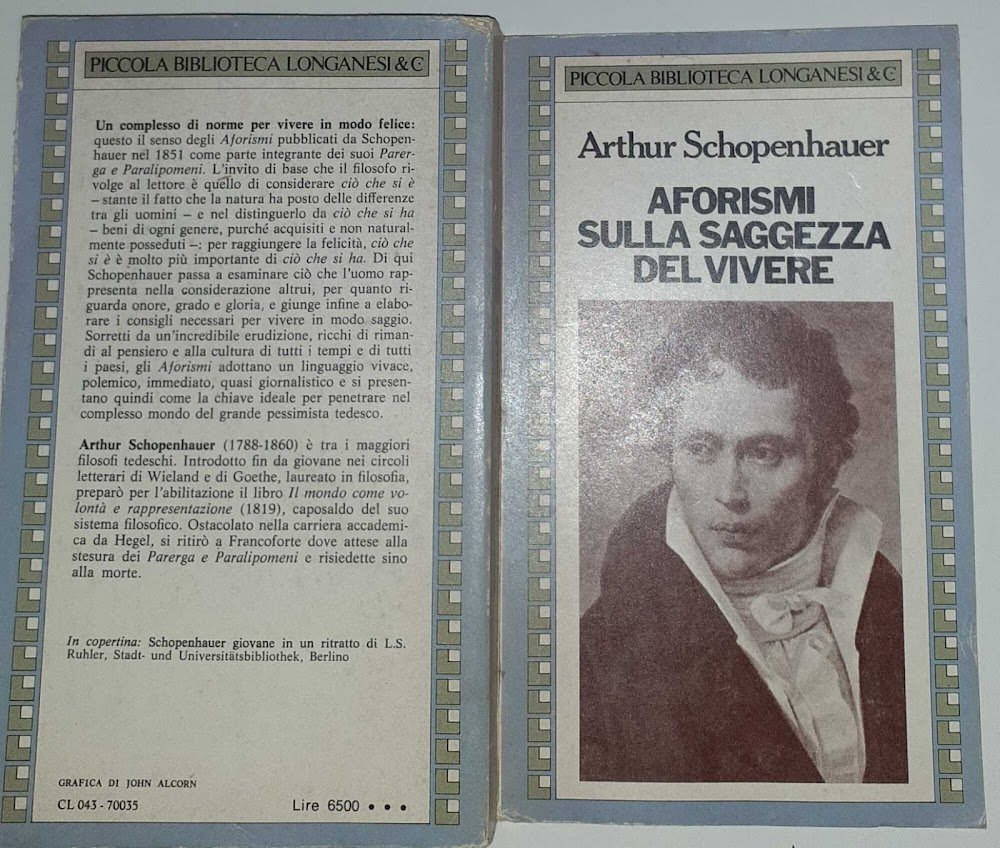 PICCOLA BIBLIOTECA LONGANESI & C
Un complesso di norme per vivere in modo felice:
questo il senso degli Aforismi pubblicati da Schopen-
hauer nel 1851 come parte integrante dei suoi Parer-
ga e Paralipomeni. L'invito di base che il filosofo ri-
volge al lettore è quello di considerare ciò che si è
– stante il fatto che la natura ha posto delle differenze
tra gli uomini – e nel distinguerlo da ciò che si ha
– beni di ogni genere, purché acquisiti e non natural-
mente posseduti –: per raggiungere la felicità, ciò che
si è è molto più importante di ciò che si ha. Di qui
Schopenhauer passa a esaminare ciò che l'uomo rap-
presenta nella considerazione altrui, per quanto ri-
guarda onore, grado e gloria, e giunge infine a elabo-
rare i consigli necessari per vivere in modo saggio.
Sorretti da un'incredibile erudizione, ricchi di riman-
di al pensiero e alla cultura di tutti i tempi e di tutti
i paesi, gli Aforismi adottano un linguaggio vivace,
polemico, immediato, quasi giornalistico e si presen-
tano quindi come la chiave ideale per penetrare nel
complesso mondo del grande pessimista tedesco.
Arthur Schopenhauer (1788-1860) è tra i maggiori
filosofi tedeschi. Introdotto fin da giovane nei circoli
letterari di Wieland e di Goethe, laureato in filosofia,
preparò per l'abilitazione il libro Il mondo come vo-
lontà e rappresentazione (1819), caposaldo del suo
sistema filosofico. Ostacolato nella carriera accademi-
ca da Hegel, si ritirò a Francoforte dove attese alla
stesura dei Parerga e Paralipomeni e risiedette sino
alla morte.
In copertina: Schopenhauer giovane in un ritratto di L.S.
Ruhler, Stadt- und Universitätsbibliothek, Berlino
GRAFICA DI JOHN ALCORN
CL 043 - 70035
Lire 6500 • • •
PICCOLA BIBLIOTECA LONGANESI & C
Arthur Schopenhauer
AFORISMI
SULLA SAGGEZZA
DEL VIVERE